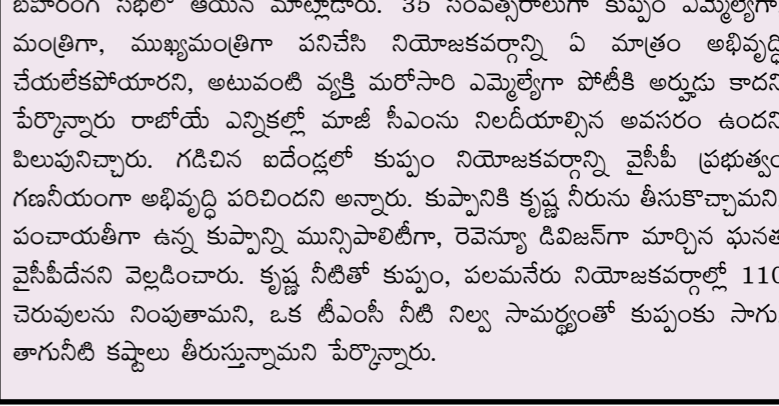 బహిరంగ సభలో ఆయన మాట్లాడారు. 35 సంవత్సరాలుగా కుప్పం ఎమ్మెల్యేగా
మంత్రిగా, ముఖ్యమంత్రిగా పనిచేసి నియోజకవర్గాన్ని ఏ మాత్రం అభివృద్ధి
చేయలేకపోయారని, అటువంటి వ్యక్తి మరోసారి ఎమ్మెల్యేగా పోటీకి అర్హుడు కాదని
పేర్కొన్నారు రాబోయే ఎన్నికల్లో మాజీ సీఎంను నిలదీయాల్సిన అవసరం ఉందని
పిలుపునిచ్చారు. గడిచిన ఐదేండ్లలో కుప్పం నియోజకవర్గాన్ని వైసీపీ ప్రభుత్వం
గణనీయంగా అభివృద్ధి పరిచిందని అన్నారు. కుప్పానికి కృష్ణ నీరును తీసుకొచ్చామని
పంచాయతీగా ఉన్న కుప్పాన్ని మున్సిపాలిటీగా, రెవెన్యూ డివిజన్‌గా మార్చిన ఘనత
వైసీపీదేనని వెల్లడించారు. కృష్ణ నీటితో కుప్పం, పలమనేరు నియోజకవర్గాల్లో 110
చెరువులను నింపుతామని, ఒక టీఎంసీ నీటి నిల్వ సామర్థ్యంతో కుప్పంకు సాగు
తాగునీటి కష్టాలు తీరుస్తున్నామని పేర్కొన్నారు.